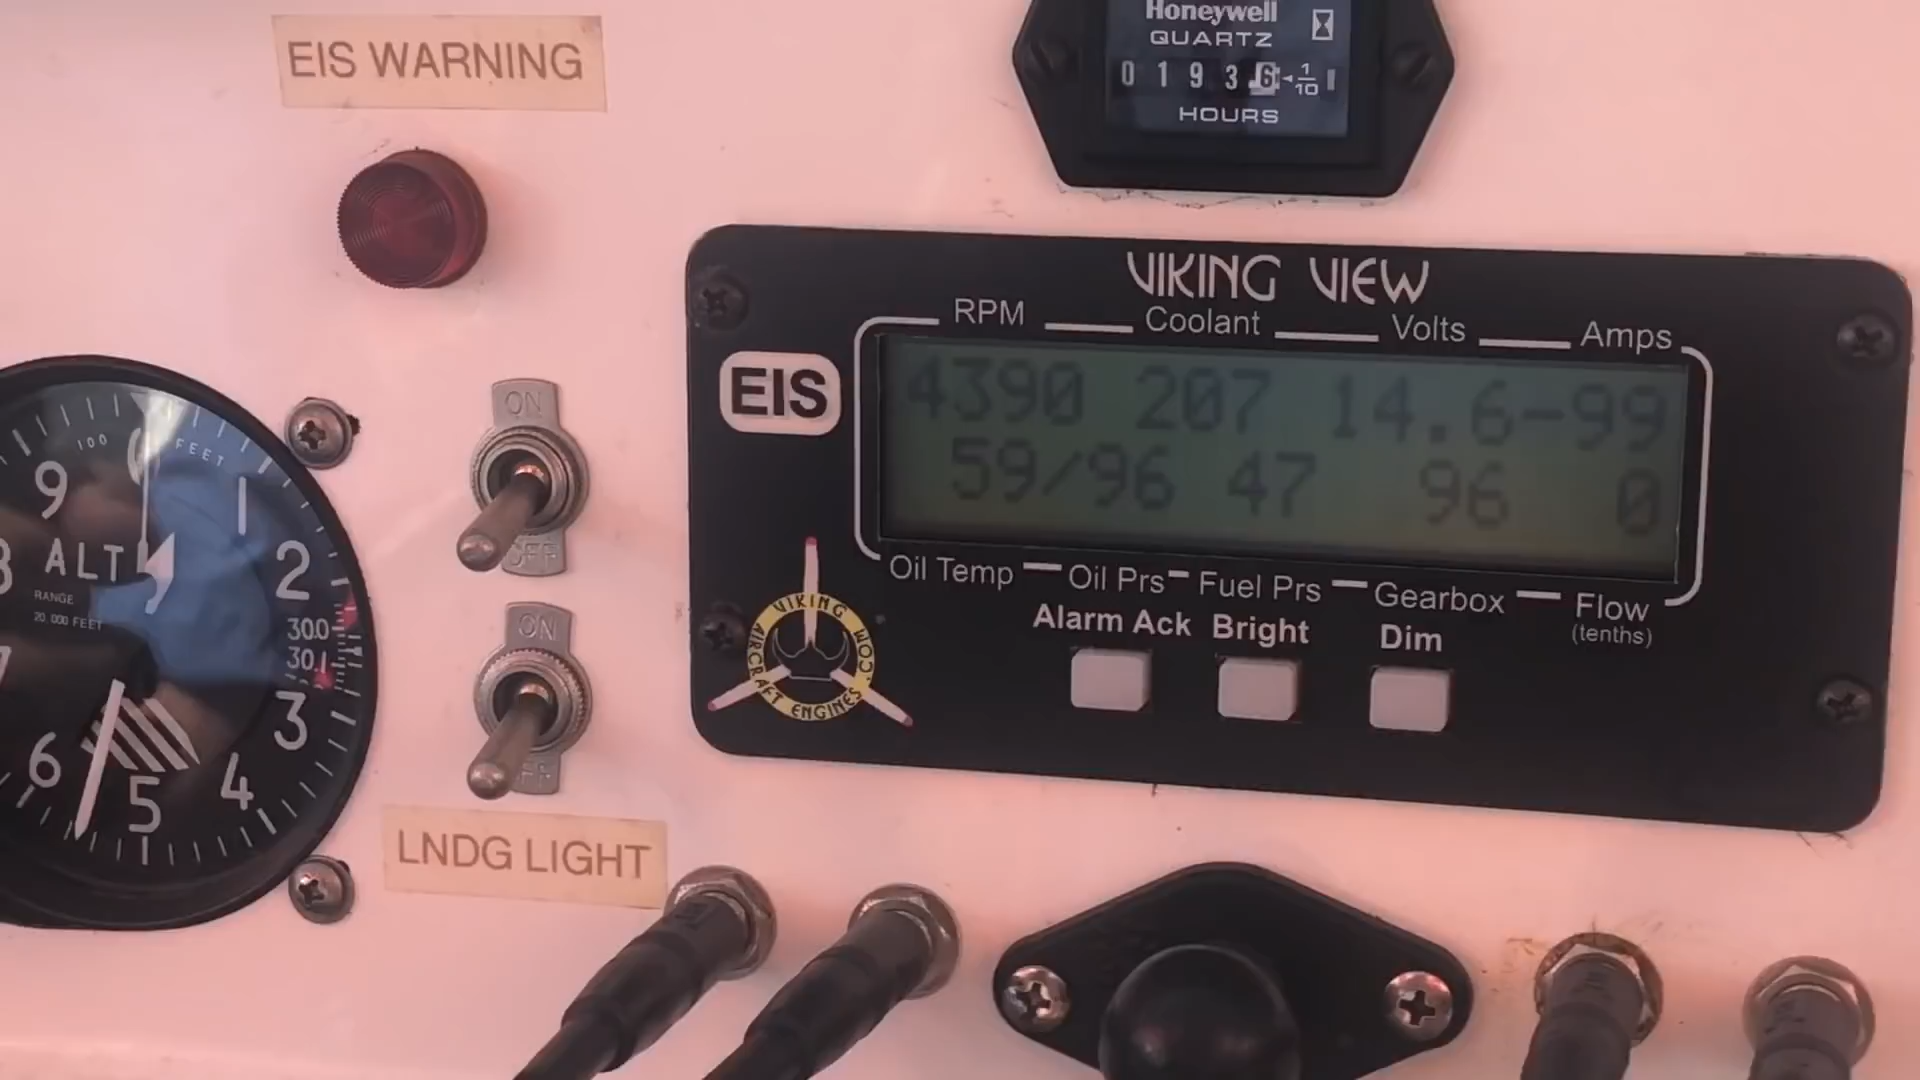 EIS WARNING
Honeywell
QUARTZ
0 1 9 3 6 1/10
HOURS
VIKING VIEW
RPM Coolant Volts Amps
EIS
4390 207 14.6-99
59/96 47 96 0
Oil Temp Oil Prs Fuel Prs Gearbox Flow
(tenths)
Alarm Ack Bright Dim
VIKING
AIRCRAFT ENGINES.COM
ON
OFF
ON
LNDG LIGHT
100 FEET
9 0 1
ALT 2
RANGE
20,000 FEET
30.0
30.1
3
6 5 4